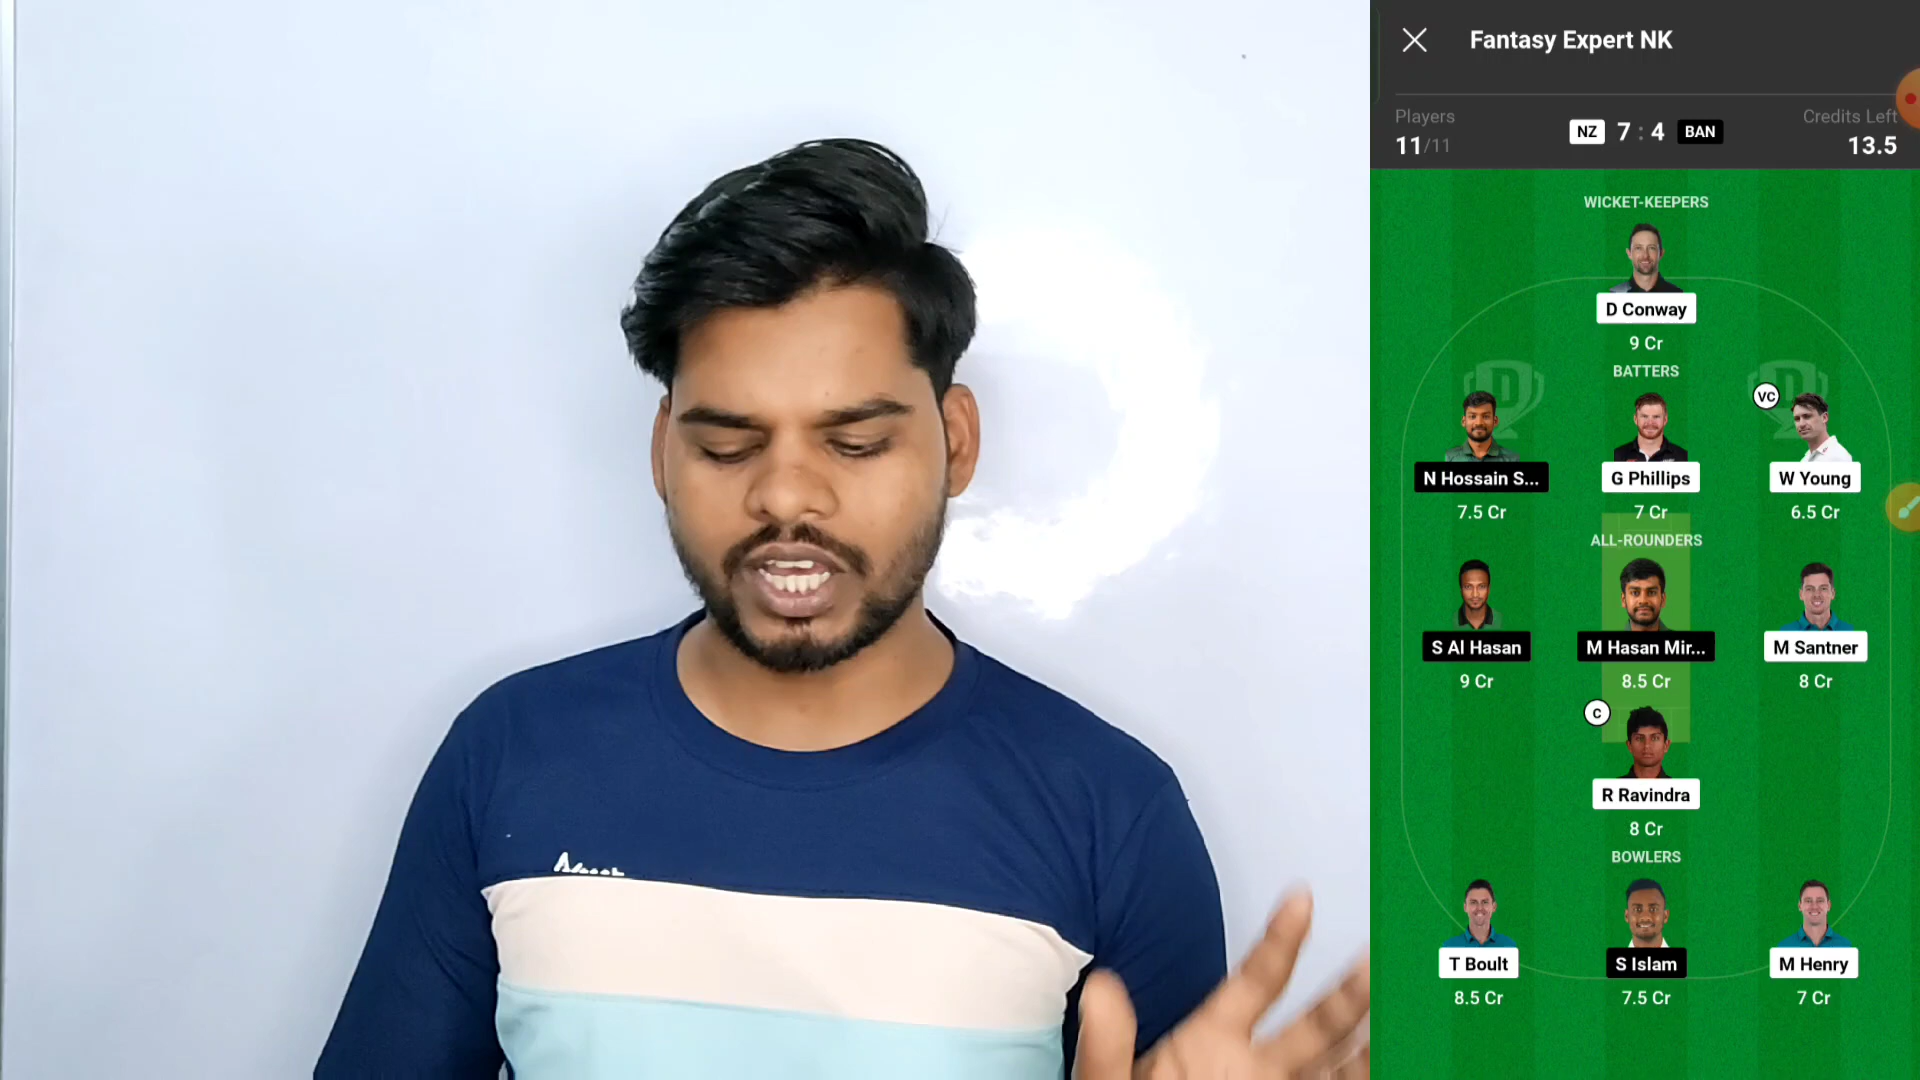 Fantasy Expert NK
Players
Credits Left
11/11
NZ 7 : 4 BAN
13.5
WICKET-KEEPERS
D Conway
9 Cr
BATTERS
VC
N Hossain S...
G Phillips
W Young
7.5 Cr
7 Cr
6.5 Cr
ALL-ROUNDERS
S Al Hasan
M Hasan Mir...
M Santner
9 Cr
8.5 Cr
8 Cr
C
R Ravindra
8 Cr
BOWLERS
T Boult
S Islam
M Henry
8.5 Cr
7.5 Cr
7 Cr